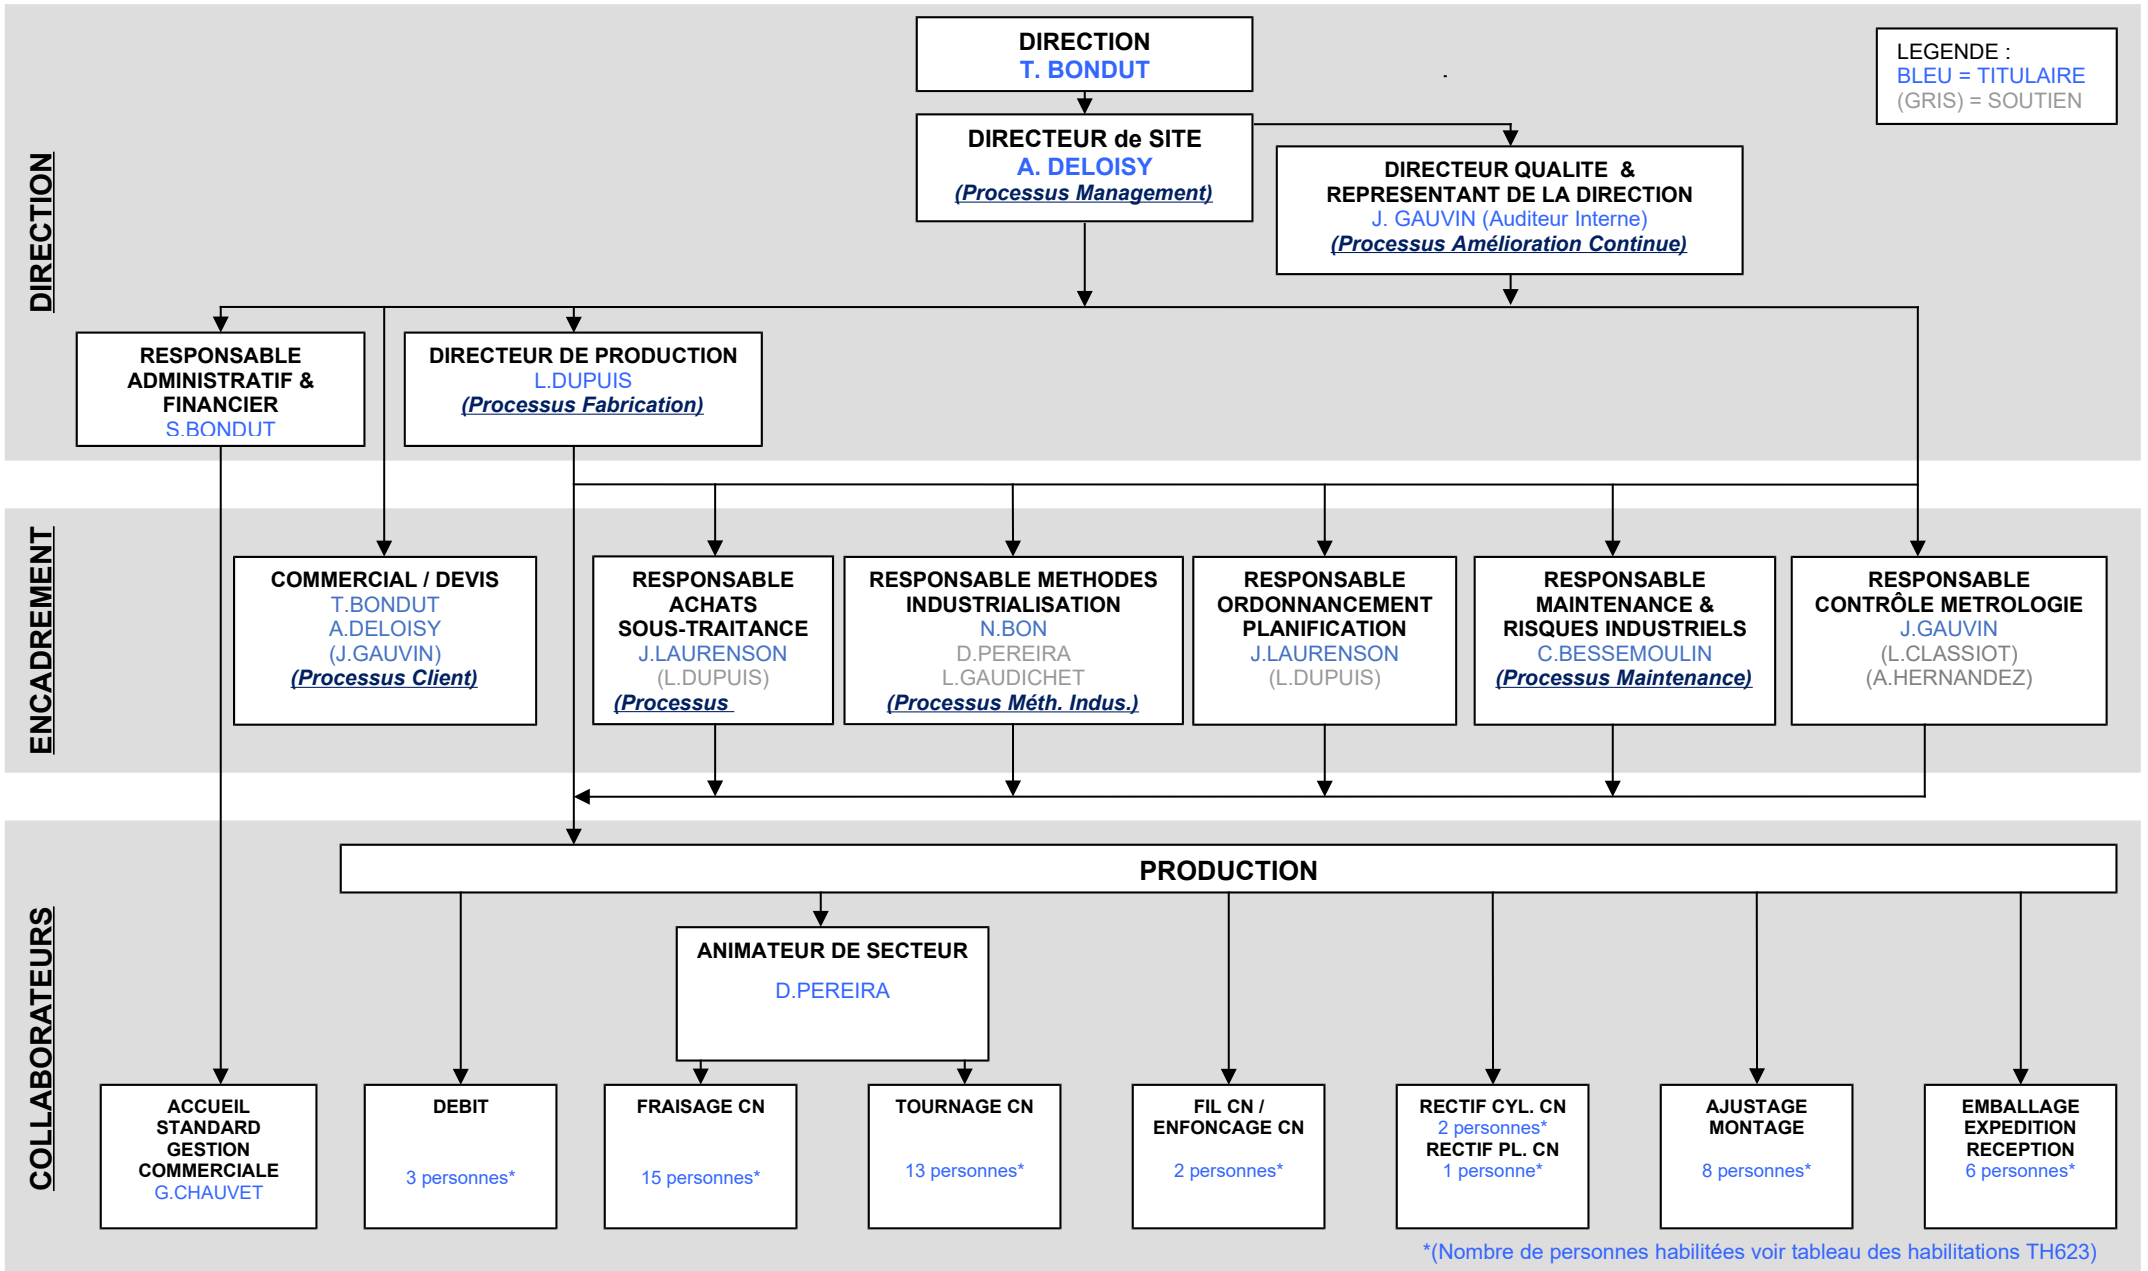 DIRECTION
T. BONDUT
LEGENDE :
BLEU = TITULAIRE
(GRIS) = SOUTIEN
DIRECTEUR de SITE
A. DELOISY
(Processus Management)
DIRECTEUR QUALITE &
REPRESENTANT DE LA DIRECTION
J. GAUVIN (Auditeur Interne)
(Processus Amélioration Continue)
DIRECTION
RESPONSABLE
ADMINISTRATIF &
FINANCIER
S.BONDUT
DIRECTEUR DE PRODUCTION
L.DUPUIS
(Processus Fabrication)
ENCADREMENT
COMMERCIAL / DEVIS
T.BONDUT
A.DELOISY
(J.GAUVIN)
(Processus Client)
RESPONSABLE
ACHATS
SOUS-TRAITANCE
J.LAURENSON
(L.DUPUIS)
(Processus
RESPONSABLE METHODES
INDUSTRIALISATION
N.BON
D.PEREIRA
L.GAUDICHET
(Processus Méth. Indus.)
RESPONSABLE
ORDONNANCEMENT
PLANIFICATION
J.LAURENSON
(L.DUPUIS)
RESPONSABLE
MAINTENANCE &
RISQUES INDUSTRIELS
C.BESSEMOULIN
(Processus Maintenance)
RESPONSABLE
CONTRÔLE METROLOGIE
J.GAUVIN
(L.CLASSIOT)
(A.HERNANDEZ)
COLLABORATEURS
PRODUCTION
ANIMATEUR DE SECTEUR
D.PEREIRA
ACCUEIL
STANDARD
GESTION
COMMERCIALE
G.CHAUVET
DEBIT
3 personnes*
FRAISAGE CN
15 personnes*
TOURNAGE CN
13 personnes*
FIL CN /
ENFONCAGE CN
2 personnes*
RECTIF CYL. CN
2 personnes*
RECTIF PL. CN
1 personne*
AJUSTAGE
MONTAGE
8 personnes*
EMBALLAGE
EXPEDITION
RECEPTION
6 personnes*
*(Nombre de personnes habilitées voir tableau des habilitations TH623)